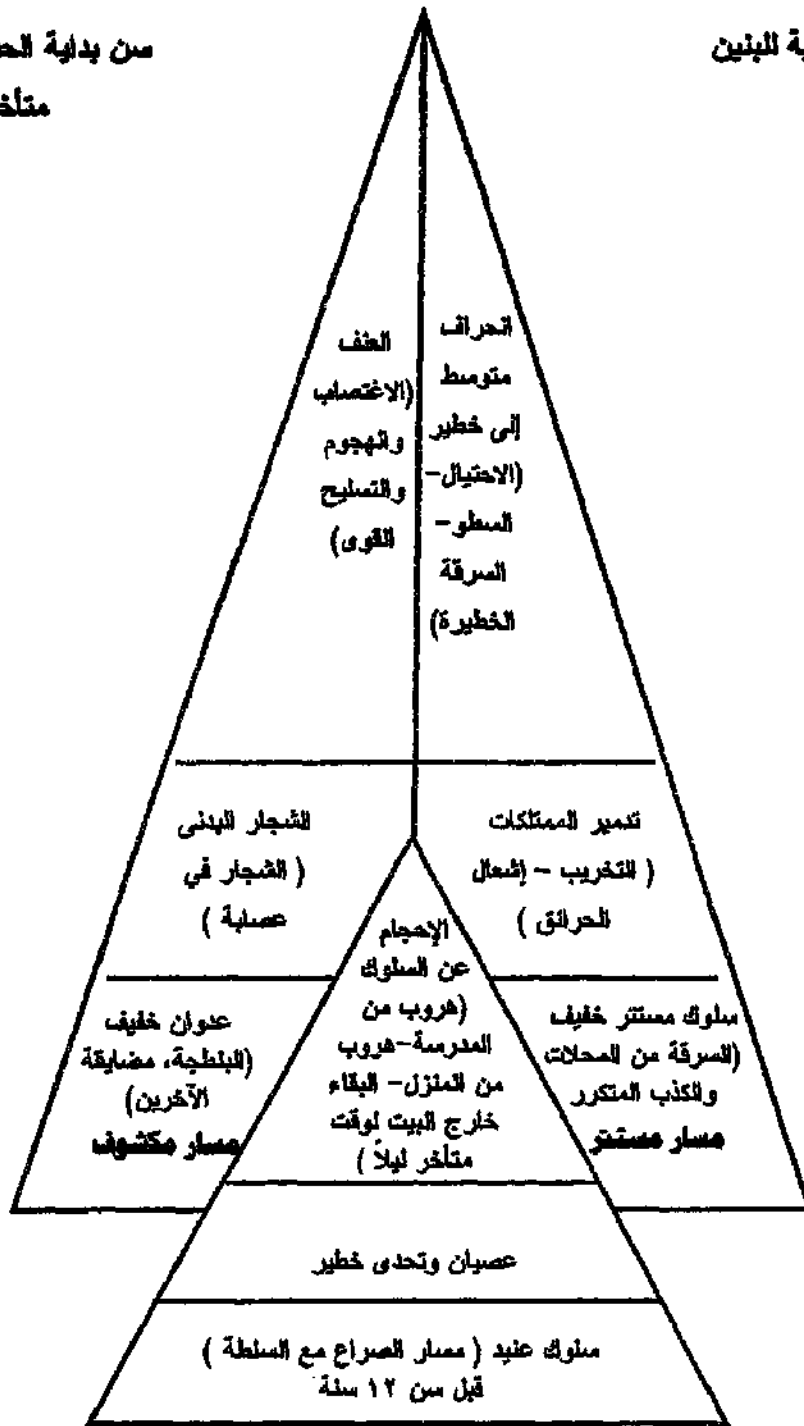 ية للبنين
سن بداية
متأخ
انحراف
متوسط
إلى خطير
(الاحتيال-
السطو-
السرقة
الخطيرة)
العنف
(الاغتصاب
والهجوم
والتسليح
القوى)
تدمير الممتلكات
( التخريب - إشعال
الحرائق )
الشجار البدنى
( الشجار في
عصابة )
الإحجام
عن السلوك
(هروب من
المدرسة-هروب
من المنزل- البقاء
خارج البيت لوقت
متأخر ليلاً )
سلوك مستتر خفيف
(السرقة من المحلات
والكذب المتكرر
مسار مستتر
عدوان خفيف
(البلطجة، مضايقة
الآخرين)
مسار مكشوف
عصيان وتحدى خطير
سلوك عنيد ( مسار الصراع مع السلطة )
قبل سن ١٢ سنة